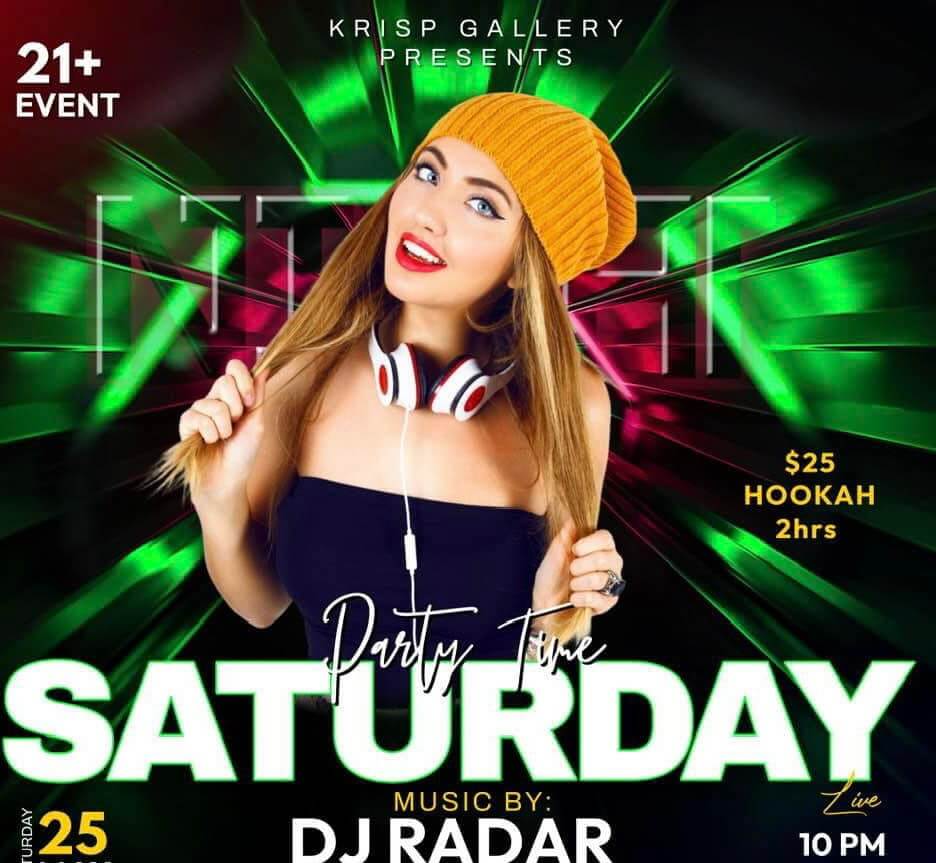 KRISP GALLERY
PRESENTS
21+
EVENT
$25
HOOKAH
2hrs
Party Time
SATURDAY
Live
MUSIC BY:
DJ RADAR
25
10 PM